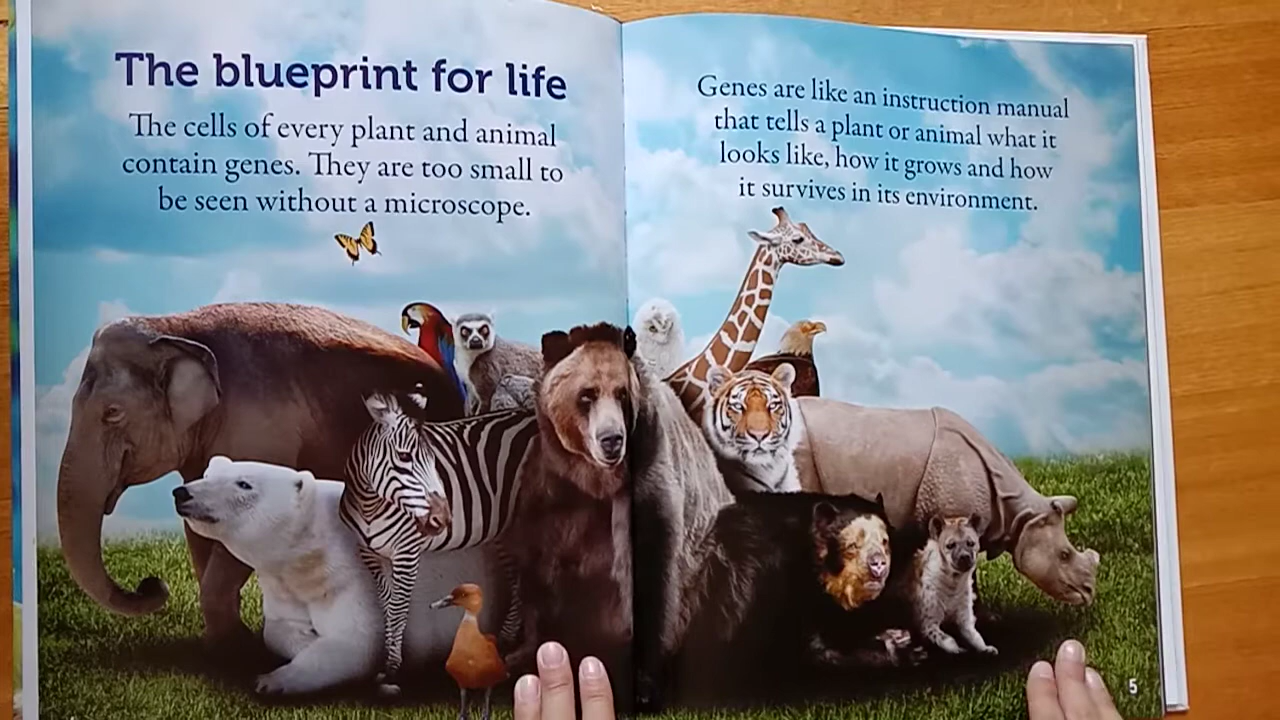 The blueprint for life
The cells of every plant and animal
contain genes. They are too small to
be seen without a microscope.
Genes are like an instruction manual
that tells a plant or animal what it
looks like, how it grows and how
it survives in its environment.
5